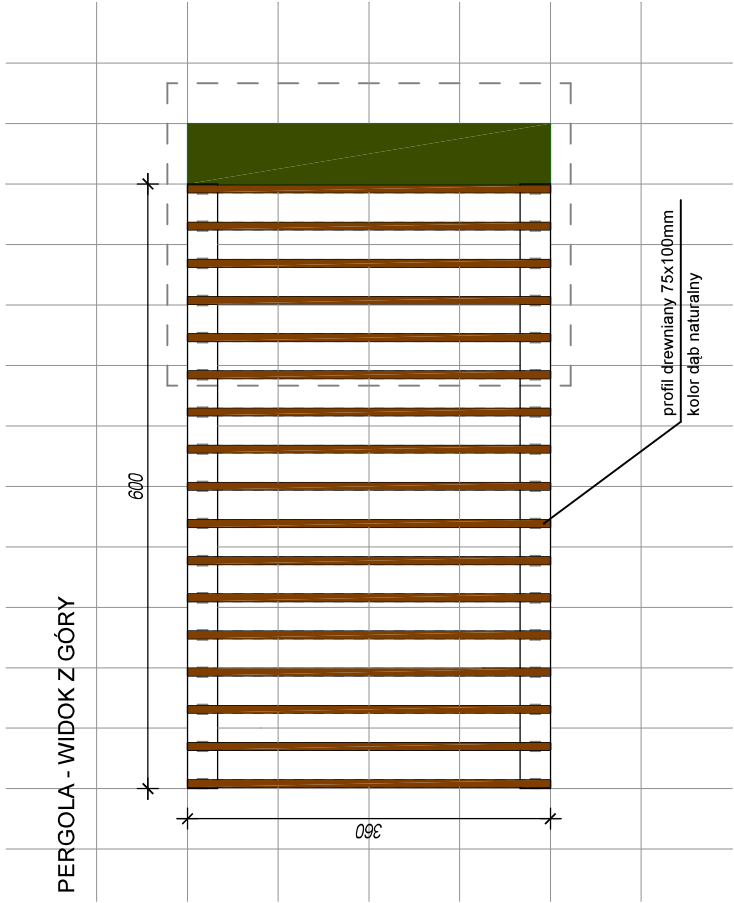 PERGOLA - WIDOK Z GÓRY
600
360
profil drewniany 75x100mm
kolor dąb naturalny